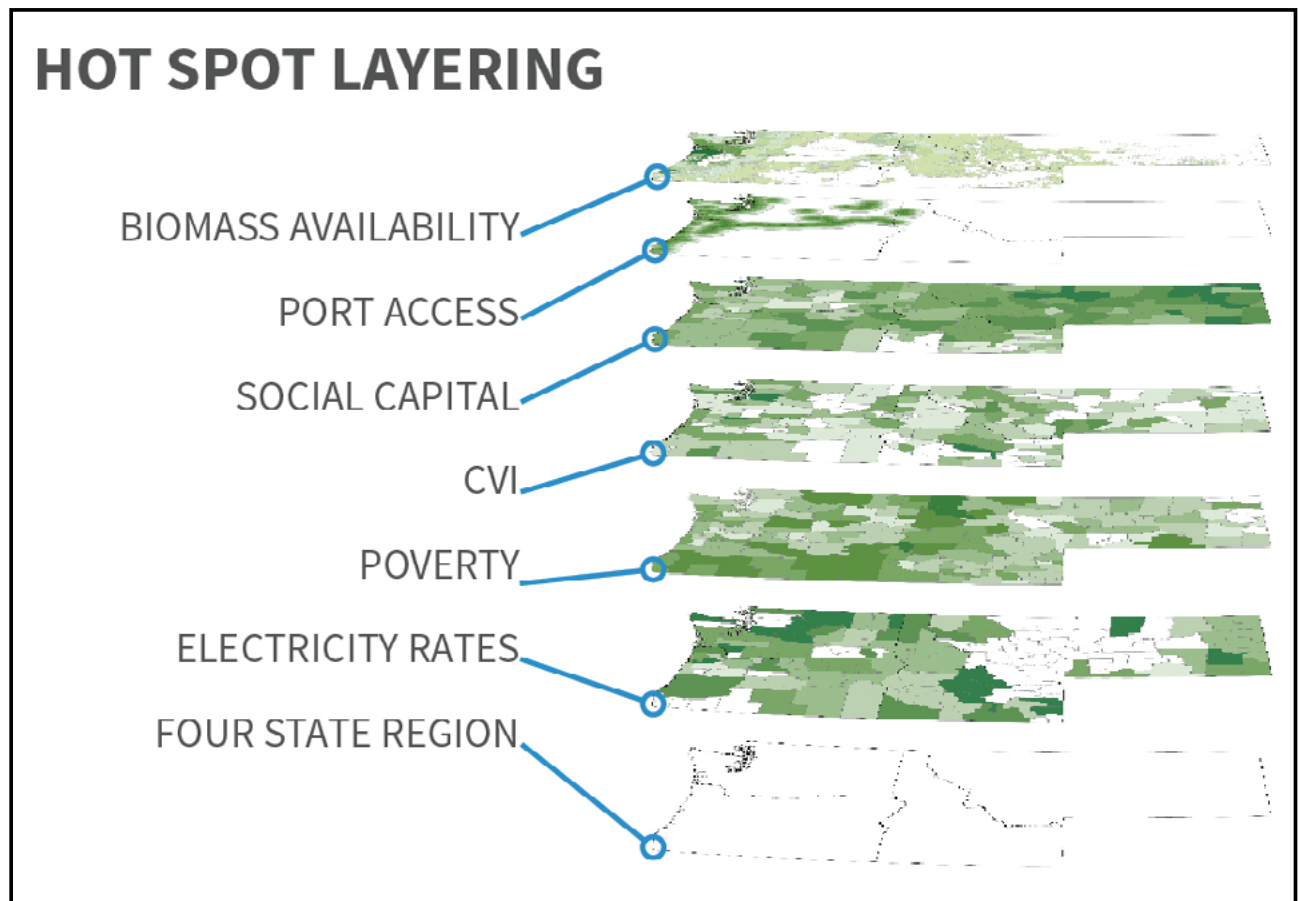 HOT SPOT LAYERING
BIOMASS AVAILABILITY
PORT ACCESS
SOCIAL CAPITAL
CVI
POVERTY
ELECTRICITY RATES
FOUR STATE REGION